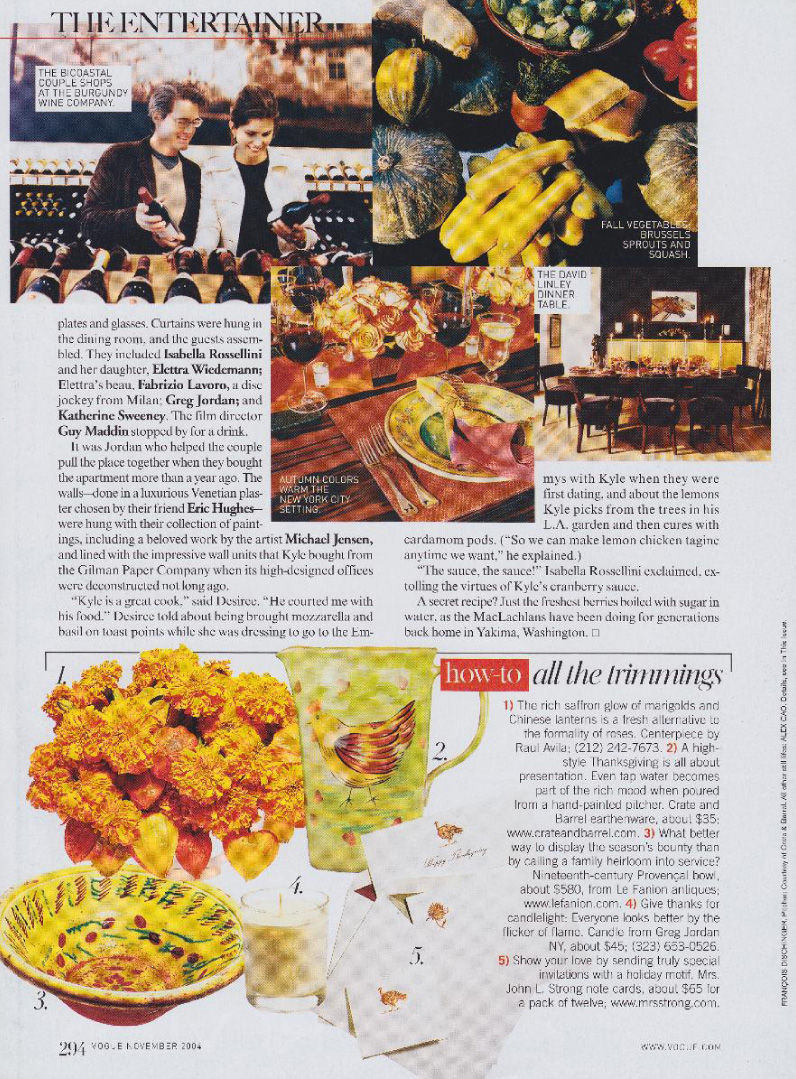 THE ENTERTAINER
THE BICOASTAL
COUPLE SHOPS
AT THE BURGUNDY
WINE COMPANY.
FALL VEGETABLES,
BRUSSELS
SPROUTS AND
SQUASH.
THE DAVID
LINLEY
DINNER
TABLE.
AUTUMN COLORS
WARM THE
NEW YORK CITY
SETTING.
plates and glasses. Curtains were hung in
the dining room, and the guests assem-
bled. They included Isabella Rossellini
and her daughter, Elettra Wiedemann;
Elettra's beau, Fabrizio Lavoro, a disc
jockey from Milan; Greg Jordan; and
Katherine Sweeney. The film director
Guy Maddin stopped by for a drink.
It was Jordan who helped the couple
pull the place together when they bought
the apartment more than a year ago. The
walls—done in a luxurious Venetian plas-
ter chosen by their friend Eric Hughes—
were hung with their collection of paint-
ings, including a beloved work by the artist Michael Jensen,
and lined with the impressive wall units that Kyle bought from
the Gilman Paper Company when its high-designed offices
were deconstructed not long ago.
"Kyle is a great cook," said Desiree. "He courted me with
his food." Desiree told about being brought mozzarella and
basil on toast points while she was dressing to go to the Em-
mys with Kyle when they were
first dating, and about the lemons
Kyle picks from the trees in his
L.A. garden and then cures with
cardamom pods. ("So we can make lemon chicken tagine
anytime we want," he explained.)
"The sauce, the sauce!" Isabella Rossellini exclaimed, ex-
tolling the virtues of Kyle's cranberry sauce.
A secret recipe? Just the freshest berries boiled with sugar in
water, as the MacLachlans have been doing for generations
back home in Yakima, Washington. □
how-to all the trimmings
1.
2.
3.
4.
5.
Happy Thanksgiving
1) The rich saffron glow of marigolds and
Chinese lanterns is a fresh alternative to
the formality of roses. Centerpiece by
Raul Avila; (212) 242-7673. 2) A high-
style Thanksgiving is all about
presentation. Even tap water becomes
part of the rich mood when poured
from a hand-painted pitcher. Crate and
Barrel earthenware, about $35;
www.crateandbarrel.com. 3) What better
way to display the season's bounty than
by calling a family heirloom into service?
Nineteenth-century Provençal bowl,
about $580, from Le Fanion antiques;
www.lefanion.com. 4) Give thanks for
candlelight: Everyone looks better by the
flicker of flame. Candle from Greg Jordan
NY, about $45; (323) 653-0526.
5) Show your love by sending truly special
invitations with a holiday motif. Mrs.
John L. Strong note cards, about $65 for
a pack of twelve; www.mrsstrong.com.
FRANÇOIS DISCHINGER. Pitcher: Courtesy of Crate & Barrel. All other still lifes: ALEX CAO. Details, see In This Issue.
294 VOGUE NOVEMBER 2004
WWW.VOGUE.COM